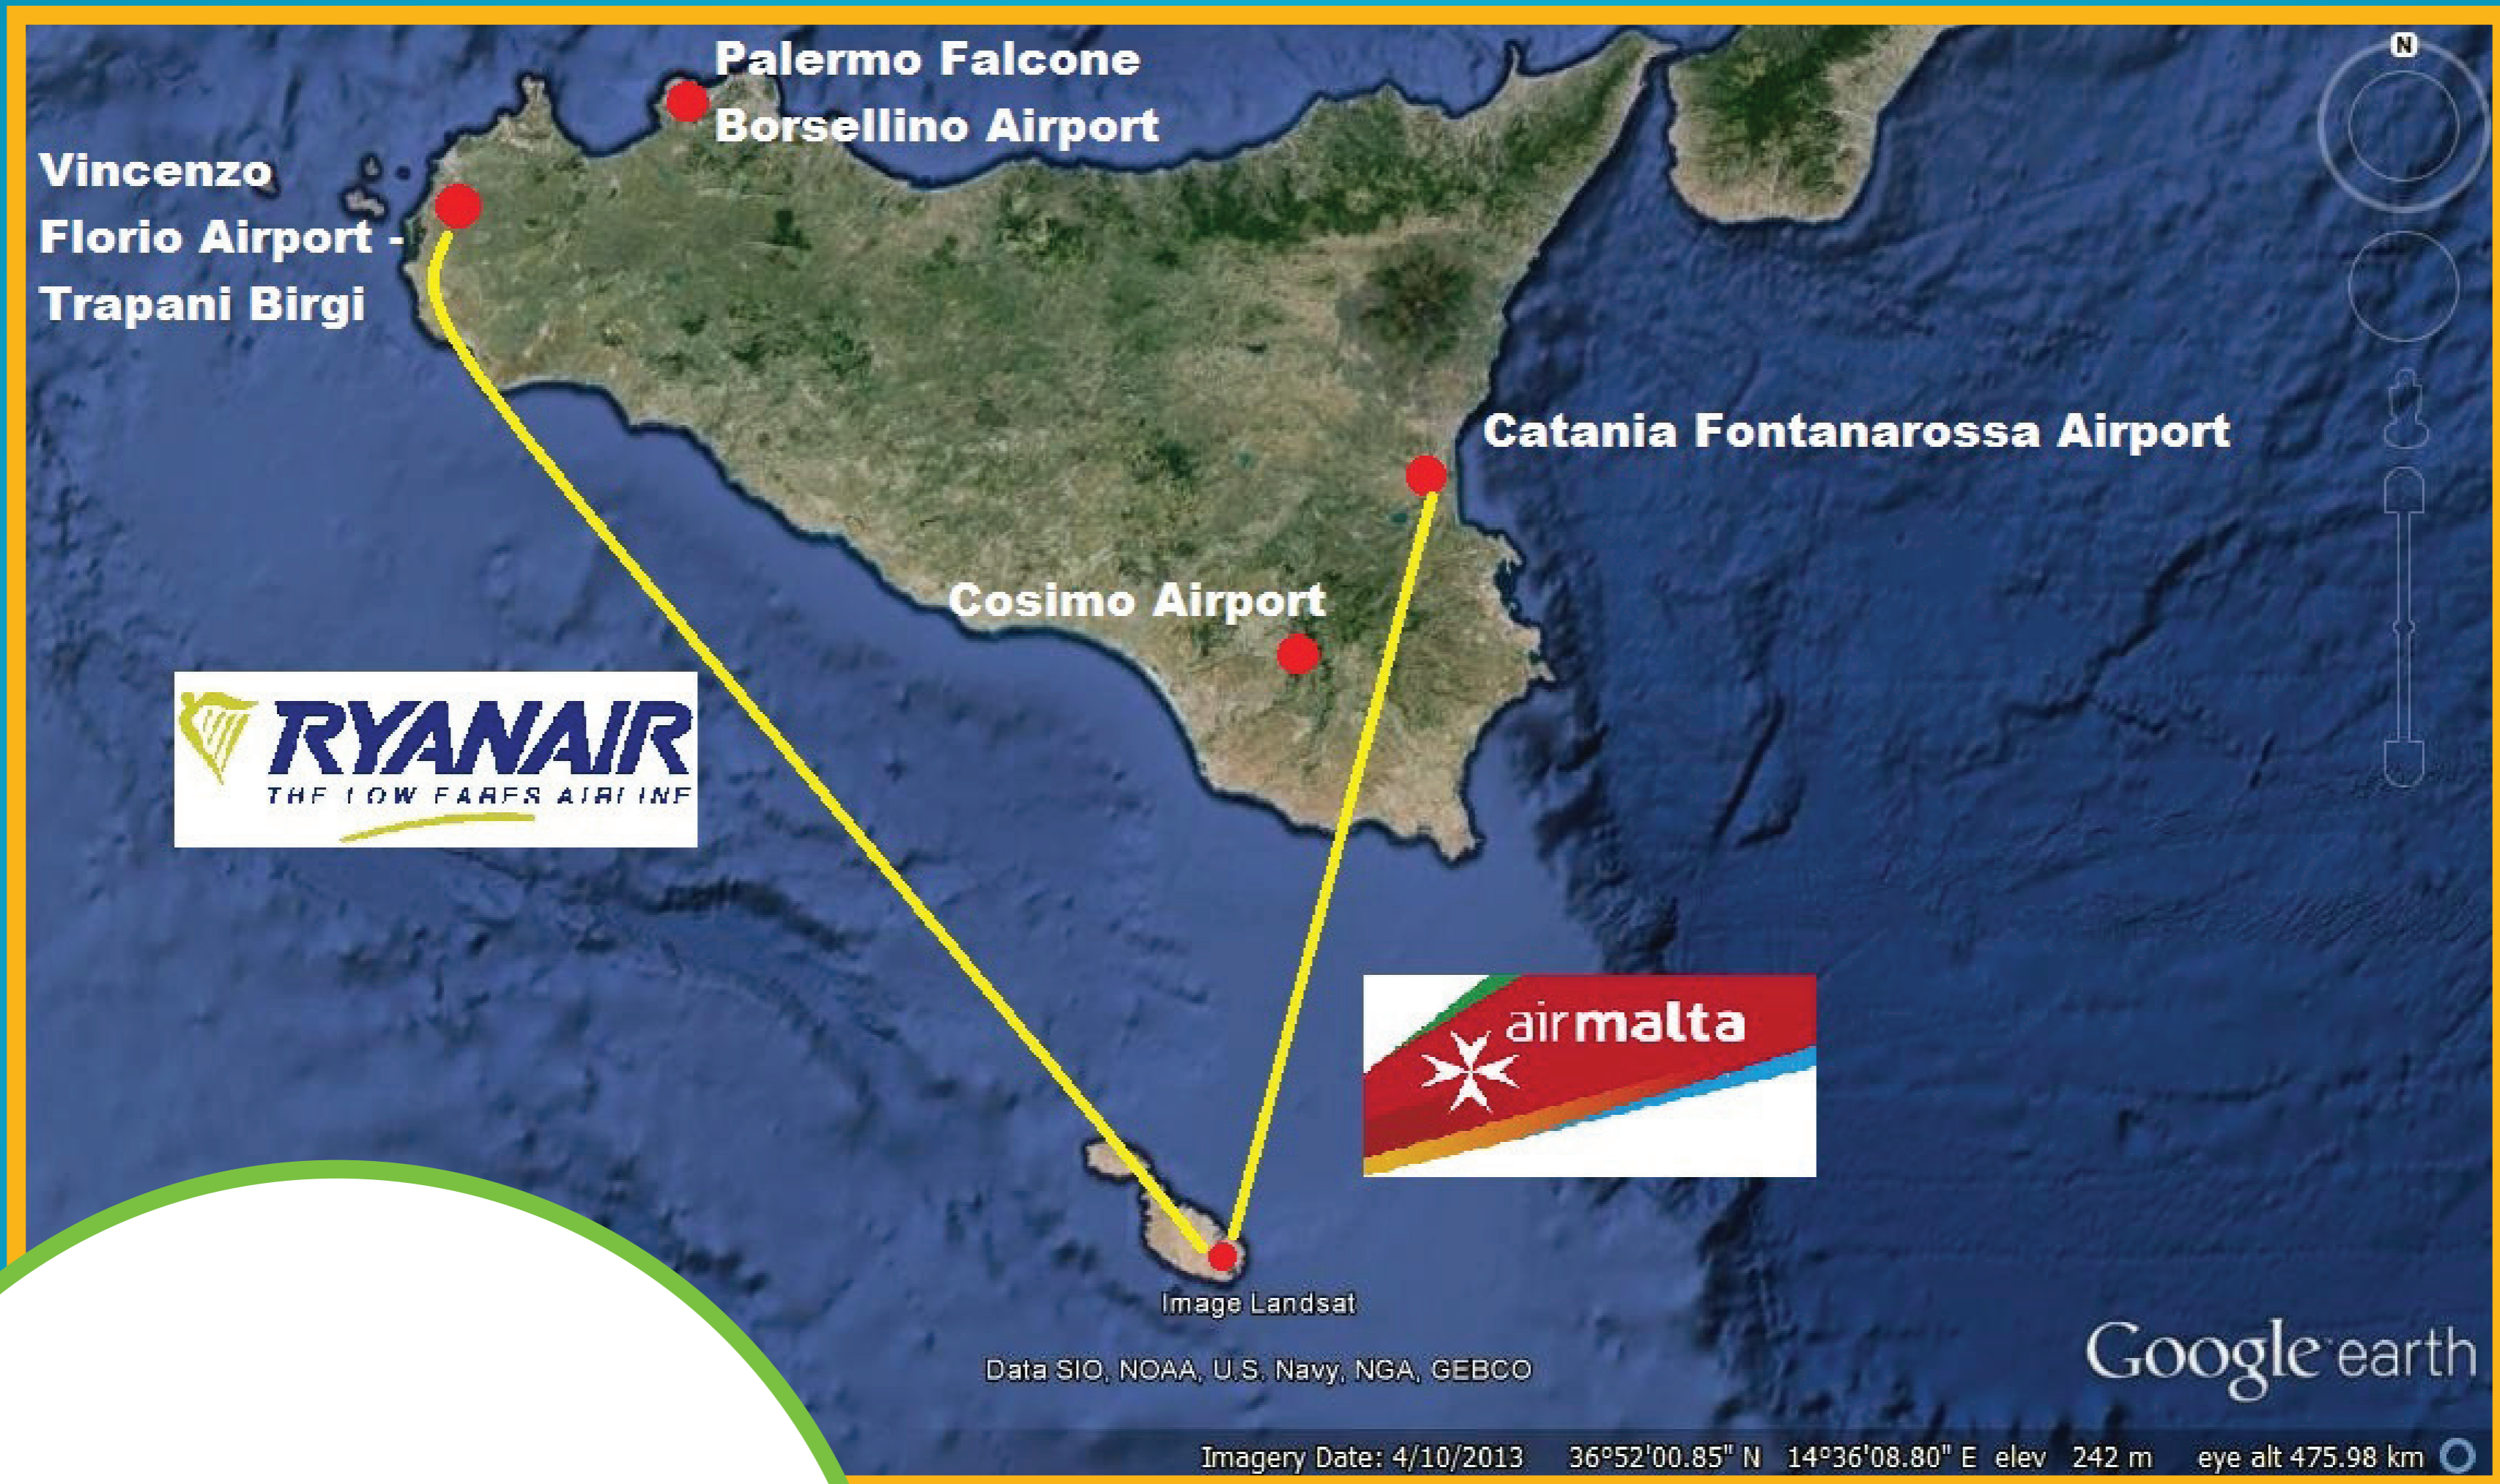 Palermo Falcone
Borsellino Airport
Vincenzo
Florio Airport -
Trapani Birgi
Catania Fontanarossa Airport
Cosimo Airport
RYANAIR
THE LOW FARES AIRLINE
airmalta
Image Landsat
Data SIO, NOAA, U.S. Navy, NGA, GEBCO
Google earth
Imagery Date: 4/10/2013 36°52'00.85" N 14°36'08.80" E elev 242 m eye alt 475.98 km
N